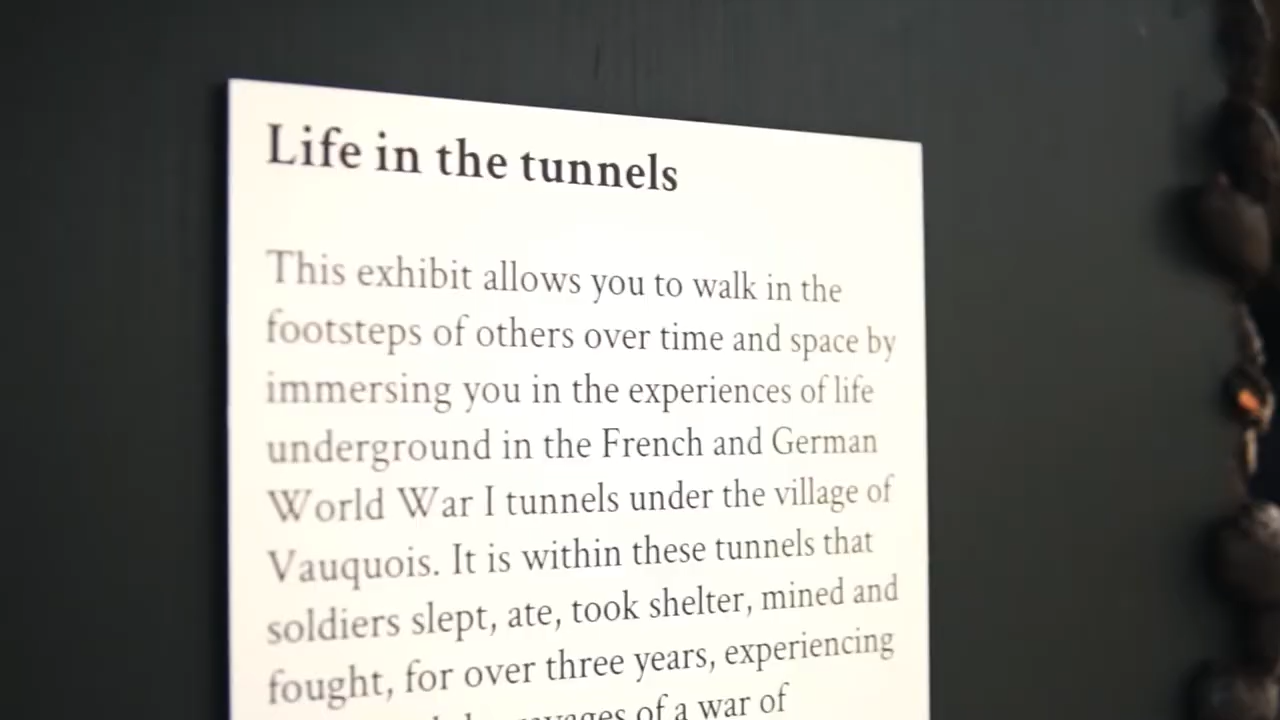 Life in the tunnels
This exhibit allows you to walk in the
footsteps of others over time and space by
immersing you in the experiences of life
underground in the French and German
World War I tunnels under the village of
Vauquois. It is within these tunnels that
soldiers slept, ate, took shelter, mined and
fought, for over three years, experiencing
of a war of